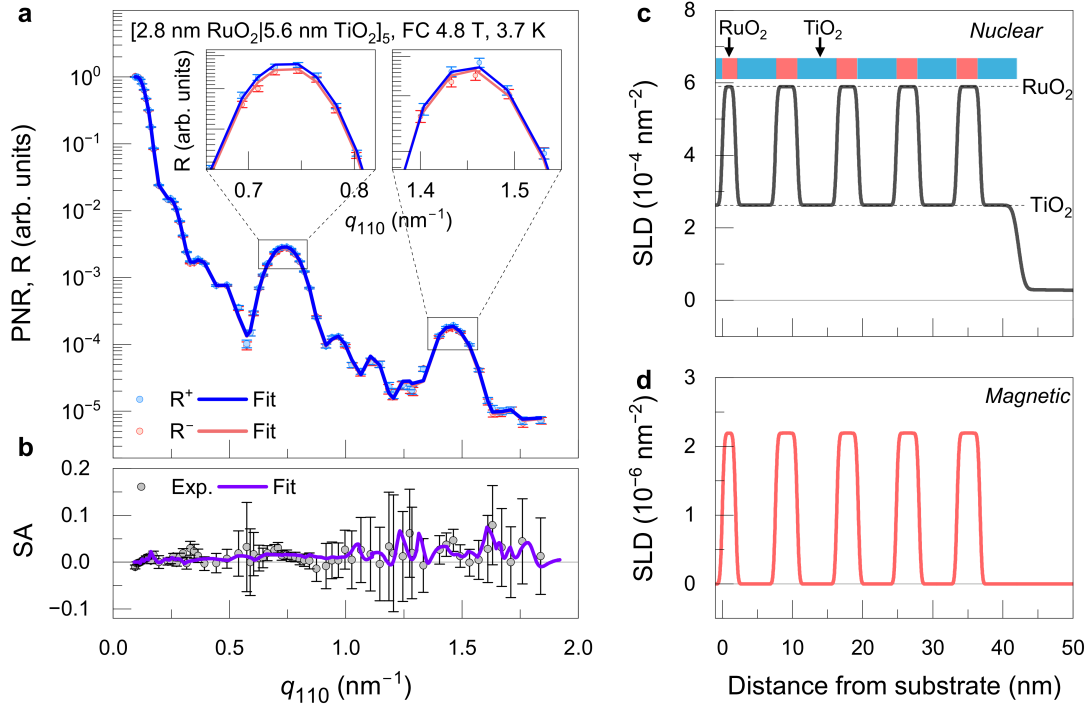 a
[2.8 nm RuO₂|5.6 nm TiO₂]₅, FC 4.8 T, 3.7 K
PNR, R (arb. units)
10⁰
10⁻¹
10⁻²
10⁻³
10⁻⁴
10⁻⁵
R (arb. units)
0.7 0.8
1.4 1.5
q₁₁₀ (nm⁻¹)
R⁺ Fit
R⁻ Fit
b
SA
0.2
0.1
0.0
−0.1
Exp. Fit
0.0 0.5 1.0 1.5 2.0
q₁₁₀ (nm⁻¹)
c
SLD (10⁻⁴ nm⁻²)
8
6
4
2
0
RuO₂ TiO₂ Nuclear
RuO₂
TiO₂
d
SLD (10⁻⁶ nm⁻²)
3
2
1
0
Magnetic
0 10 20 30 40 50
Distance from substrate (nm)